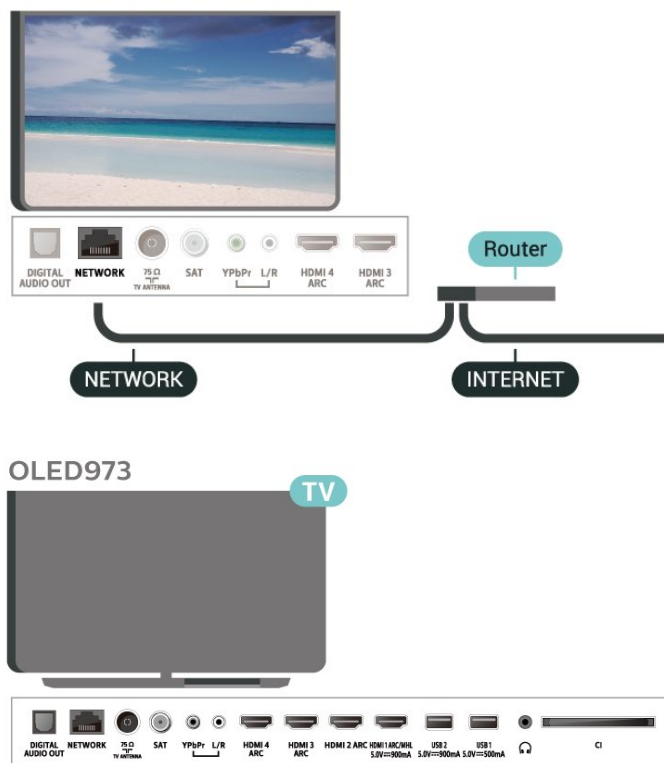 DIGITAL AUDIO OUT
NETWORK
75 Ω TV ANTENNA
SAT
YPbPr
L/R
HDMI 4 ARC
HDMI 3 ARC
Router
NETWORK
INTERNET
OLED973
TV
DIGITAL AUDIO OUT
NETWORK
75 Ω TV ANTENNA
SAT
YPbPr
L/R
HDMI 4 ARC
HDMI 3 ARC
HDMI 2 ARC
HDMI 1 ARC/MHL 5.0V⎓900mA
USB 2 5.0V⎓900mA
USB 1 5.0V⎓500mA
CI